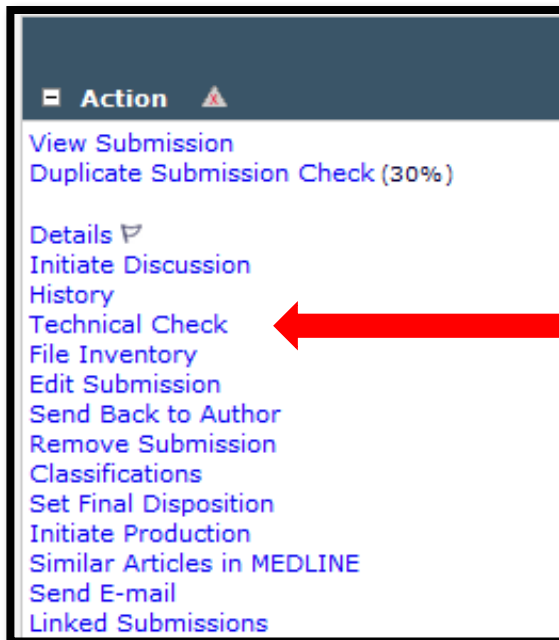 Action
View Submission
Duplicate Submission Check (30%)
Details
Initiate Discussion
History
Technical Check
File Inventory
Edit Submission
Send Back to Author
Remove Submission
Classifications
Set Final Disposition
Initiate Production
Similar Articles in MEDLINE
Send E-mail
Linked Submissions